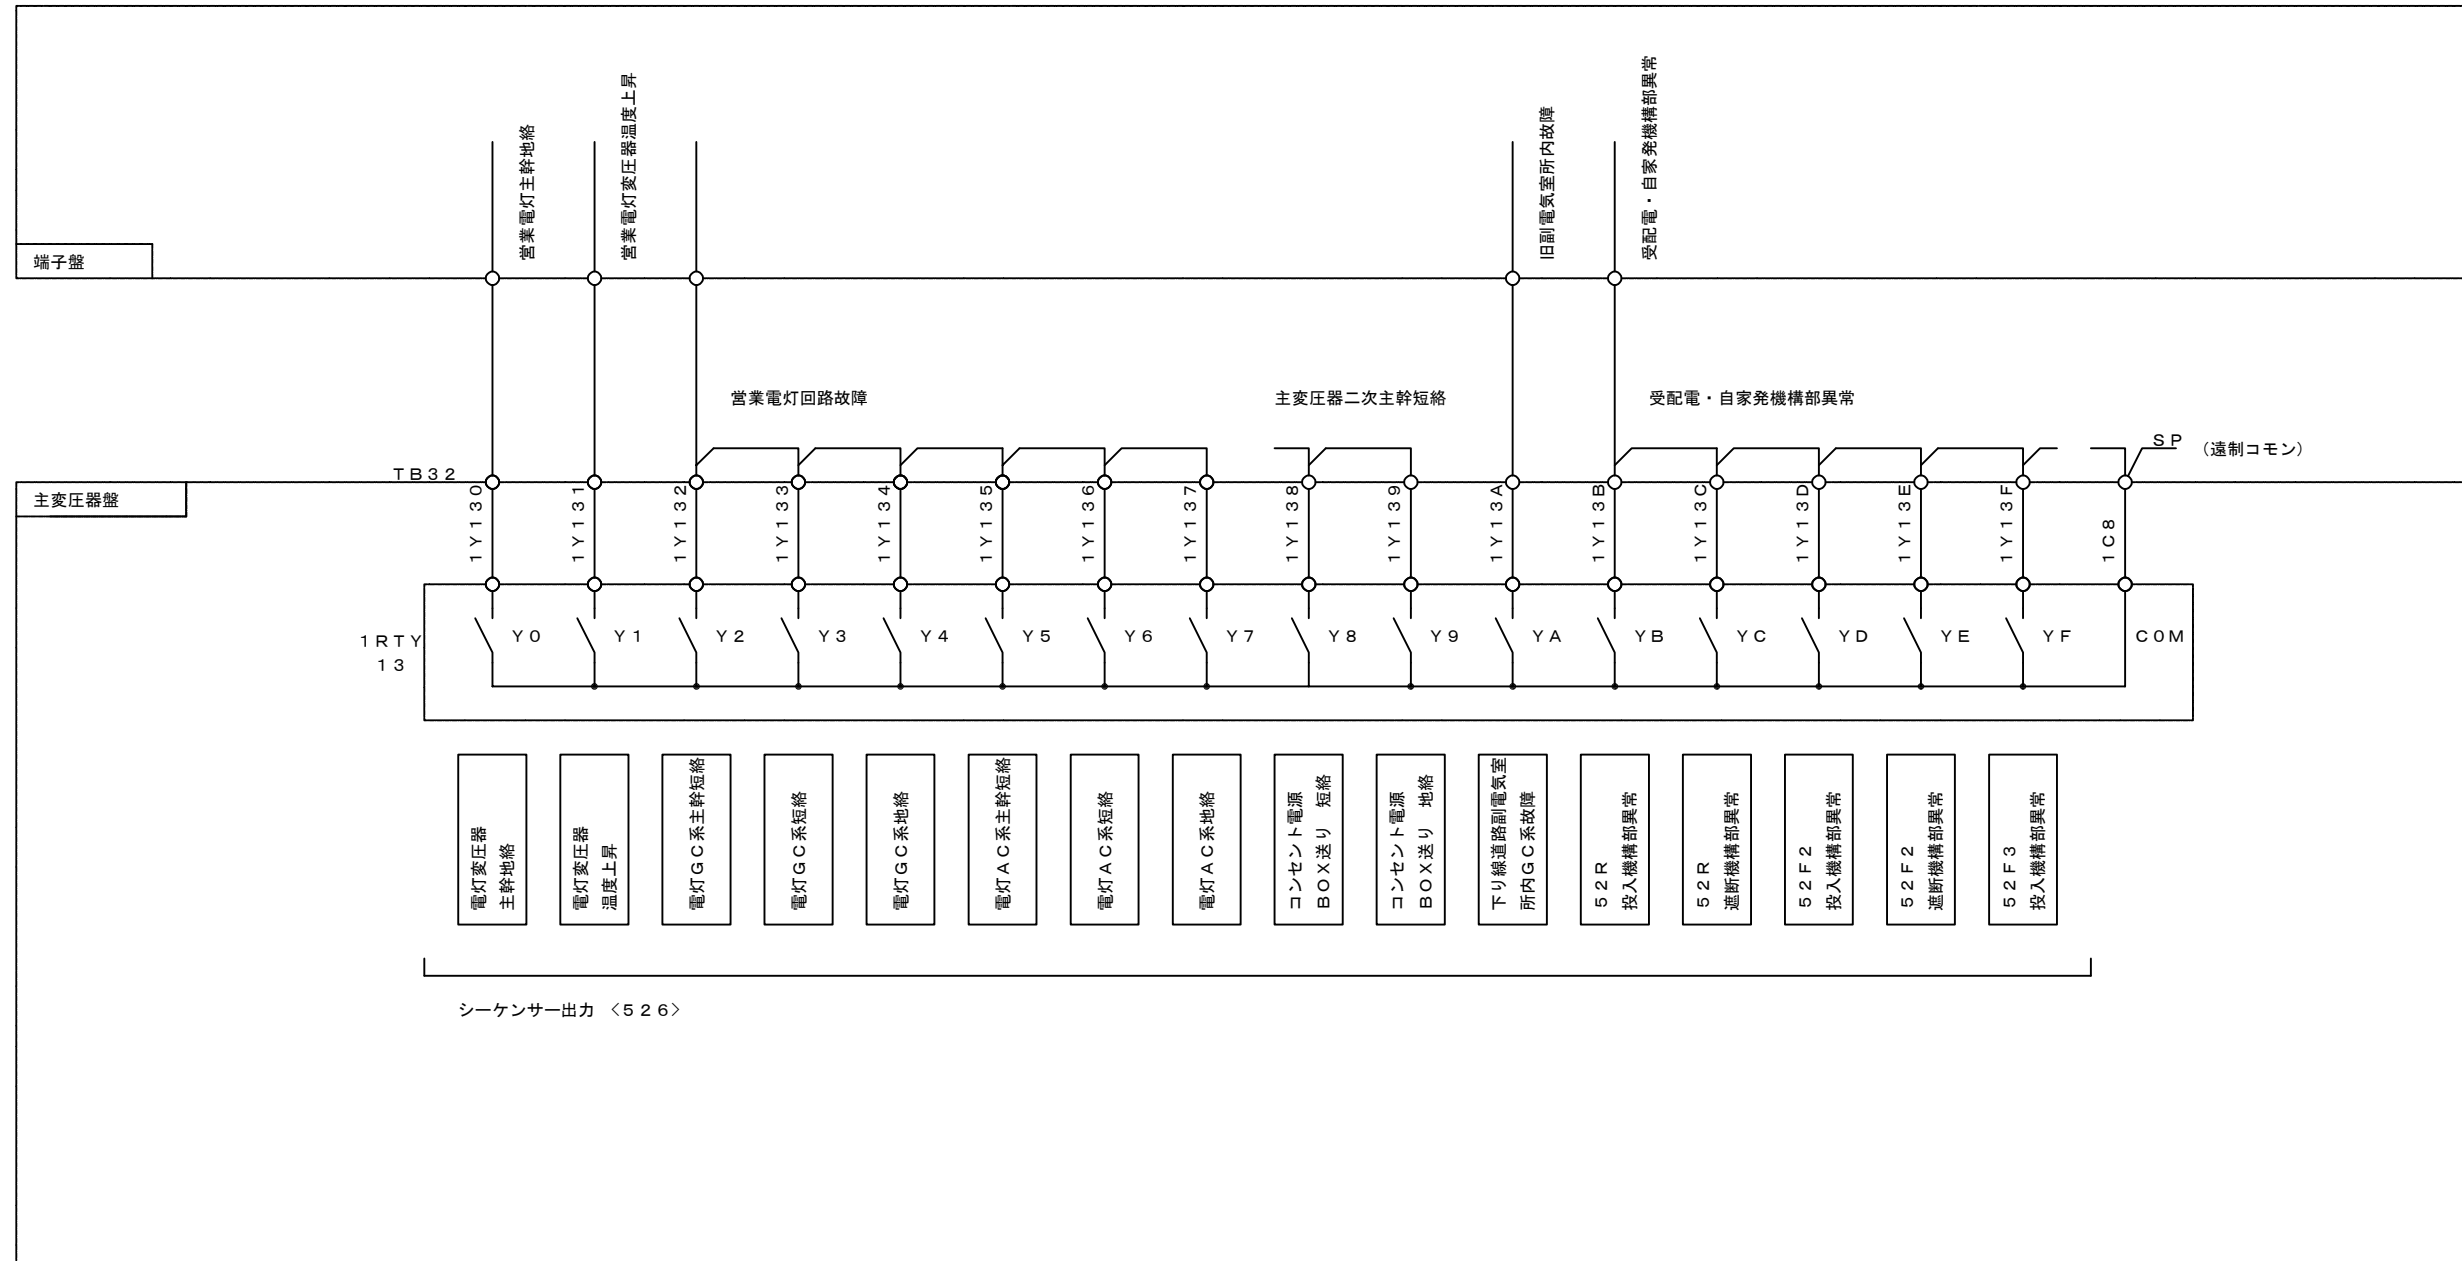 営業電灯主幹地絡
営業電灯変圧器温度上昇
旧副電気室所内故障
受配電・自家発機構部異常
端子盤
営業電灯回路故障
主変圧器二次主幹短絡
受配電・自家発機構部異常
TB32
SP
(遠制コモン)
主変圧器盤
1Y130
1Y131
1Y132
1Y133
1Y134
1Y135
1Y136
1Y137
1Y138
1Y139
1Y13A
1Y13B
1Y13C
1Y13D
1Y13E
1Y13F
1C8
1RTY
13
Y0
Y1
Y2
Y3
Y4
Y5
Y6
Y7
Y8
Y9
YA
YB
YC
YD
YE
YF
COM
電灯変圧器
主幹地絡
電灯変圧器
温度上昇
電灯GC系主幹短絡
電灯GC系短絡
電灯GC系地絡
電灯AC系主幹短絡
電灯AC系短絡
電灯AC系地絡
コンセント電源
BOX送り 短絡
コンセント電源
BOX送り 地絡
下り線道路副電気室
所内GC系故障
52R
投入機構部異常
52R
遮断機構部異常
52F2
投入機構部異常
52F2
遮断機構部異常
52F3
投入機構部異常
シーケンサー出力 <526>